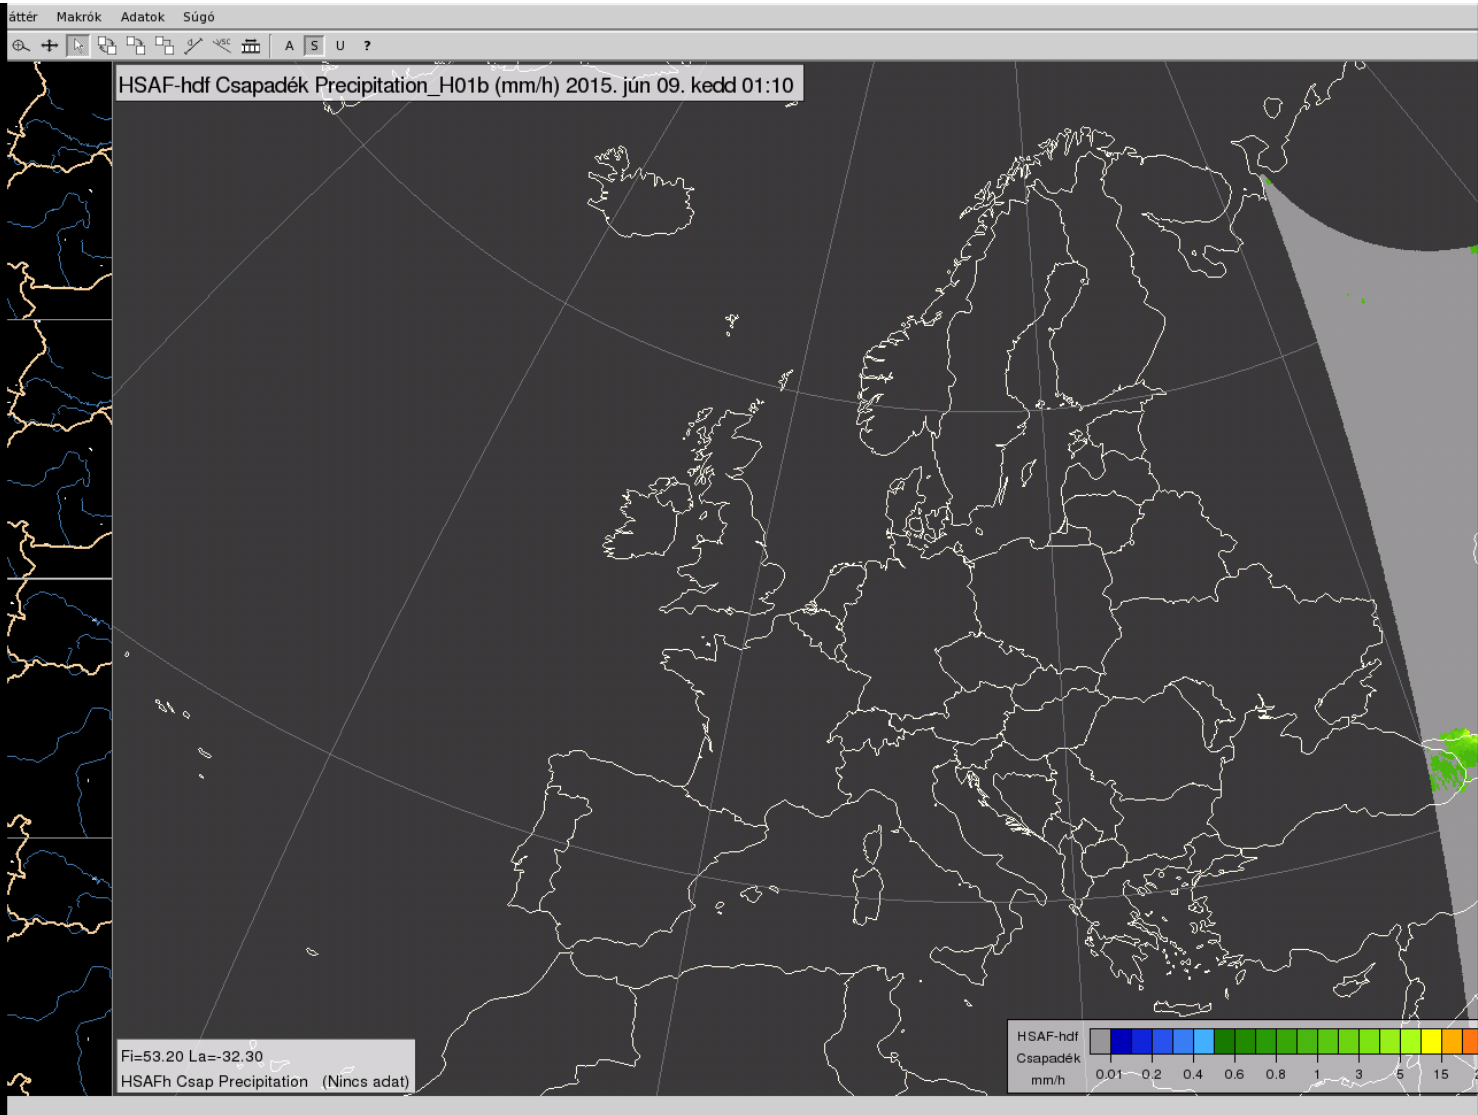 áttér Makrók Adatok Súgó
VSC A S U ?
HSAF-hdf Csapadék Precipitation_H01b (mm/h) 2015. jún 09. kedd 01:10
Fi=53.20 La=-32.30
HSAFh Csap Precipitation (Nincs adat)
HSAF-hdf
Csapadék
mm/h
0.01 0.2 0.4 0.6 0.8 1 3 5 15